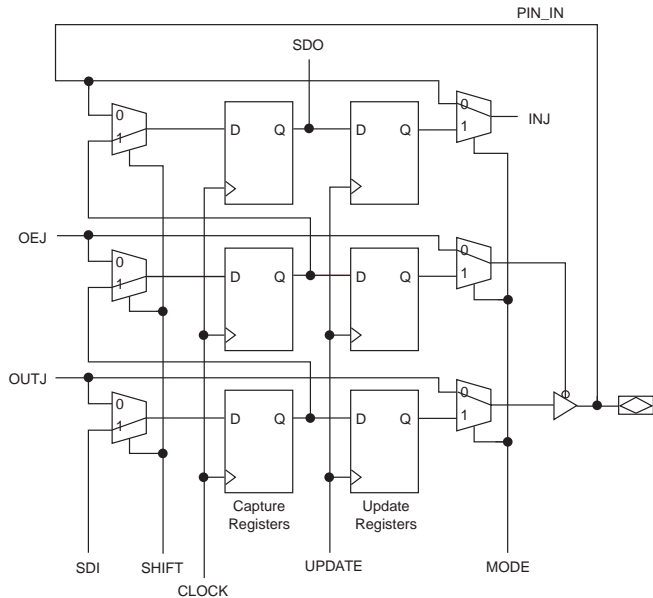 PIN_IN
SDO
0
1
D Q
D Q
0
1
INJ
OEJ
0
1
D Q
D Q
0
1
OUTJ
0
1
D Q
D Q
0
1
Capture
Registers
Update
Registers
SDI
SHIFT
CLOCK
UPDATE
MODE